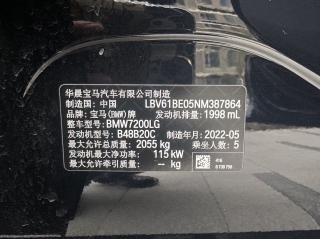 华晨宝马汽车有限公司制造
制造国：中国 LBV61BE05NM387864
品牌：宝马(BMW)牌 发动机排量：1998 mL
整车型号：BMW7200LG
发动机型号：B48B20C 制造年月：2022-05
最大允许总质量：2055 kg 乘坐人数：5
发动机最大净功率：115 kW
最大允许牵引质量：-- kg